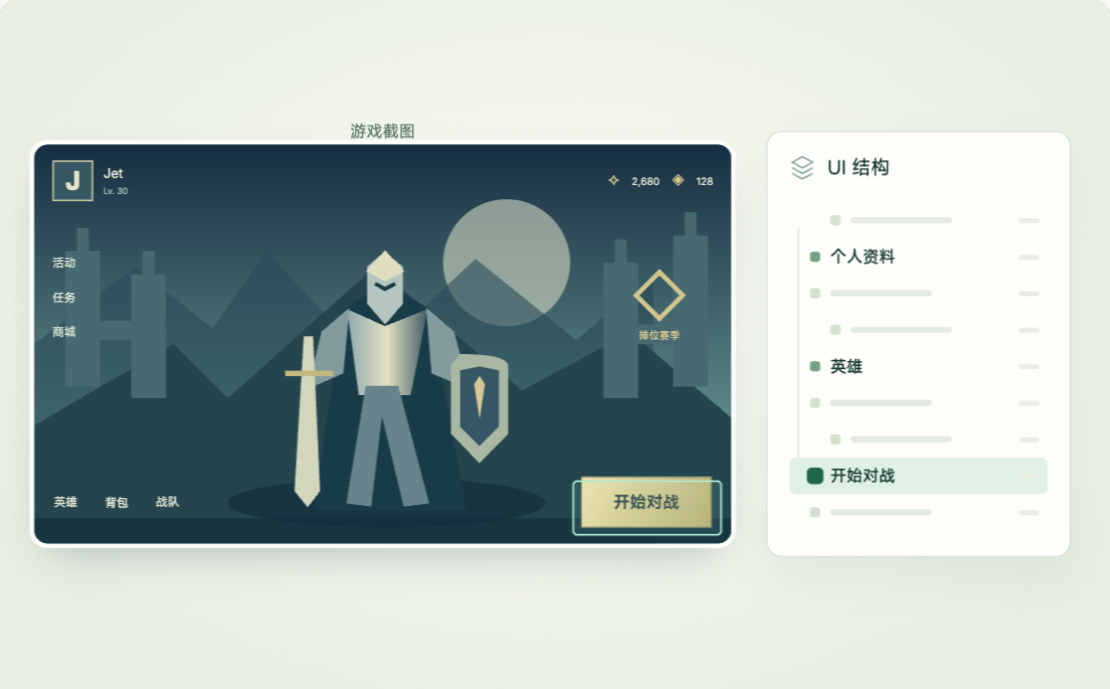 游戏截图
J
Jet
Lv. 30
2,680
128
活动
任务
商城
排位赛季
英雄 背包 战队
开始对战
UI 结构
个人资料
英雄
开始对战